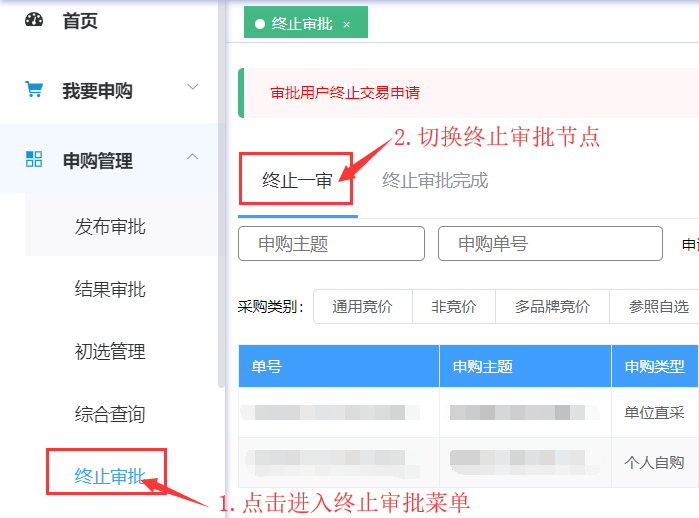 首页
我要申购
申购管理
发布审批
结果审批
初选管理
综合查询
终止审批
终止审批 ×
审批用户终止交易申请
2.切换终止审批节点
终止一审
终止审批完成
申购主题
申购单号
采购类别：
通用竞价
非竞价
多品牌竞价
参照自选
单号
申购主题
申购类型
单位直采
个人自购
1.点击进入终止审批菜单